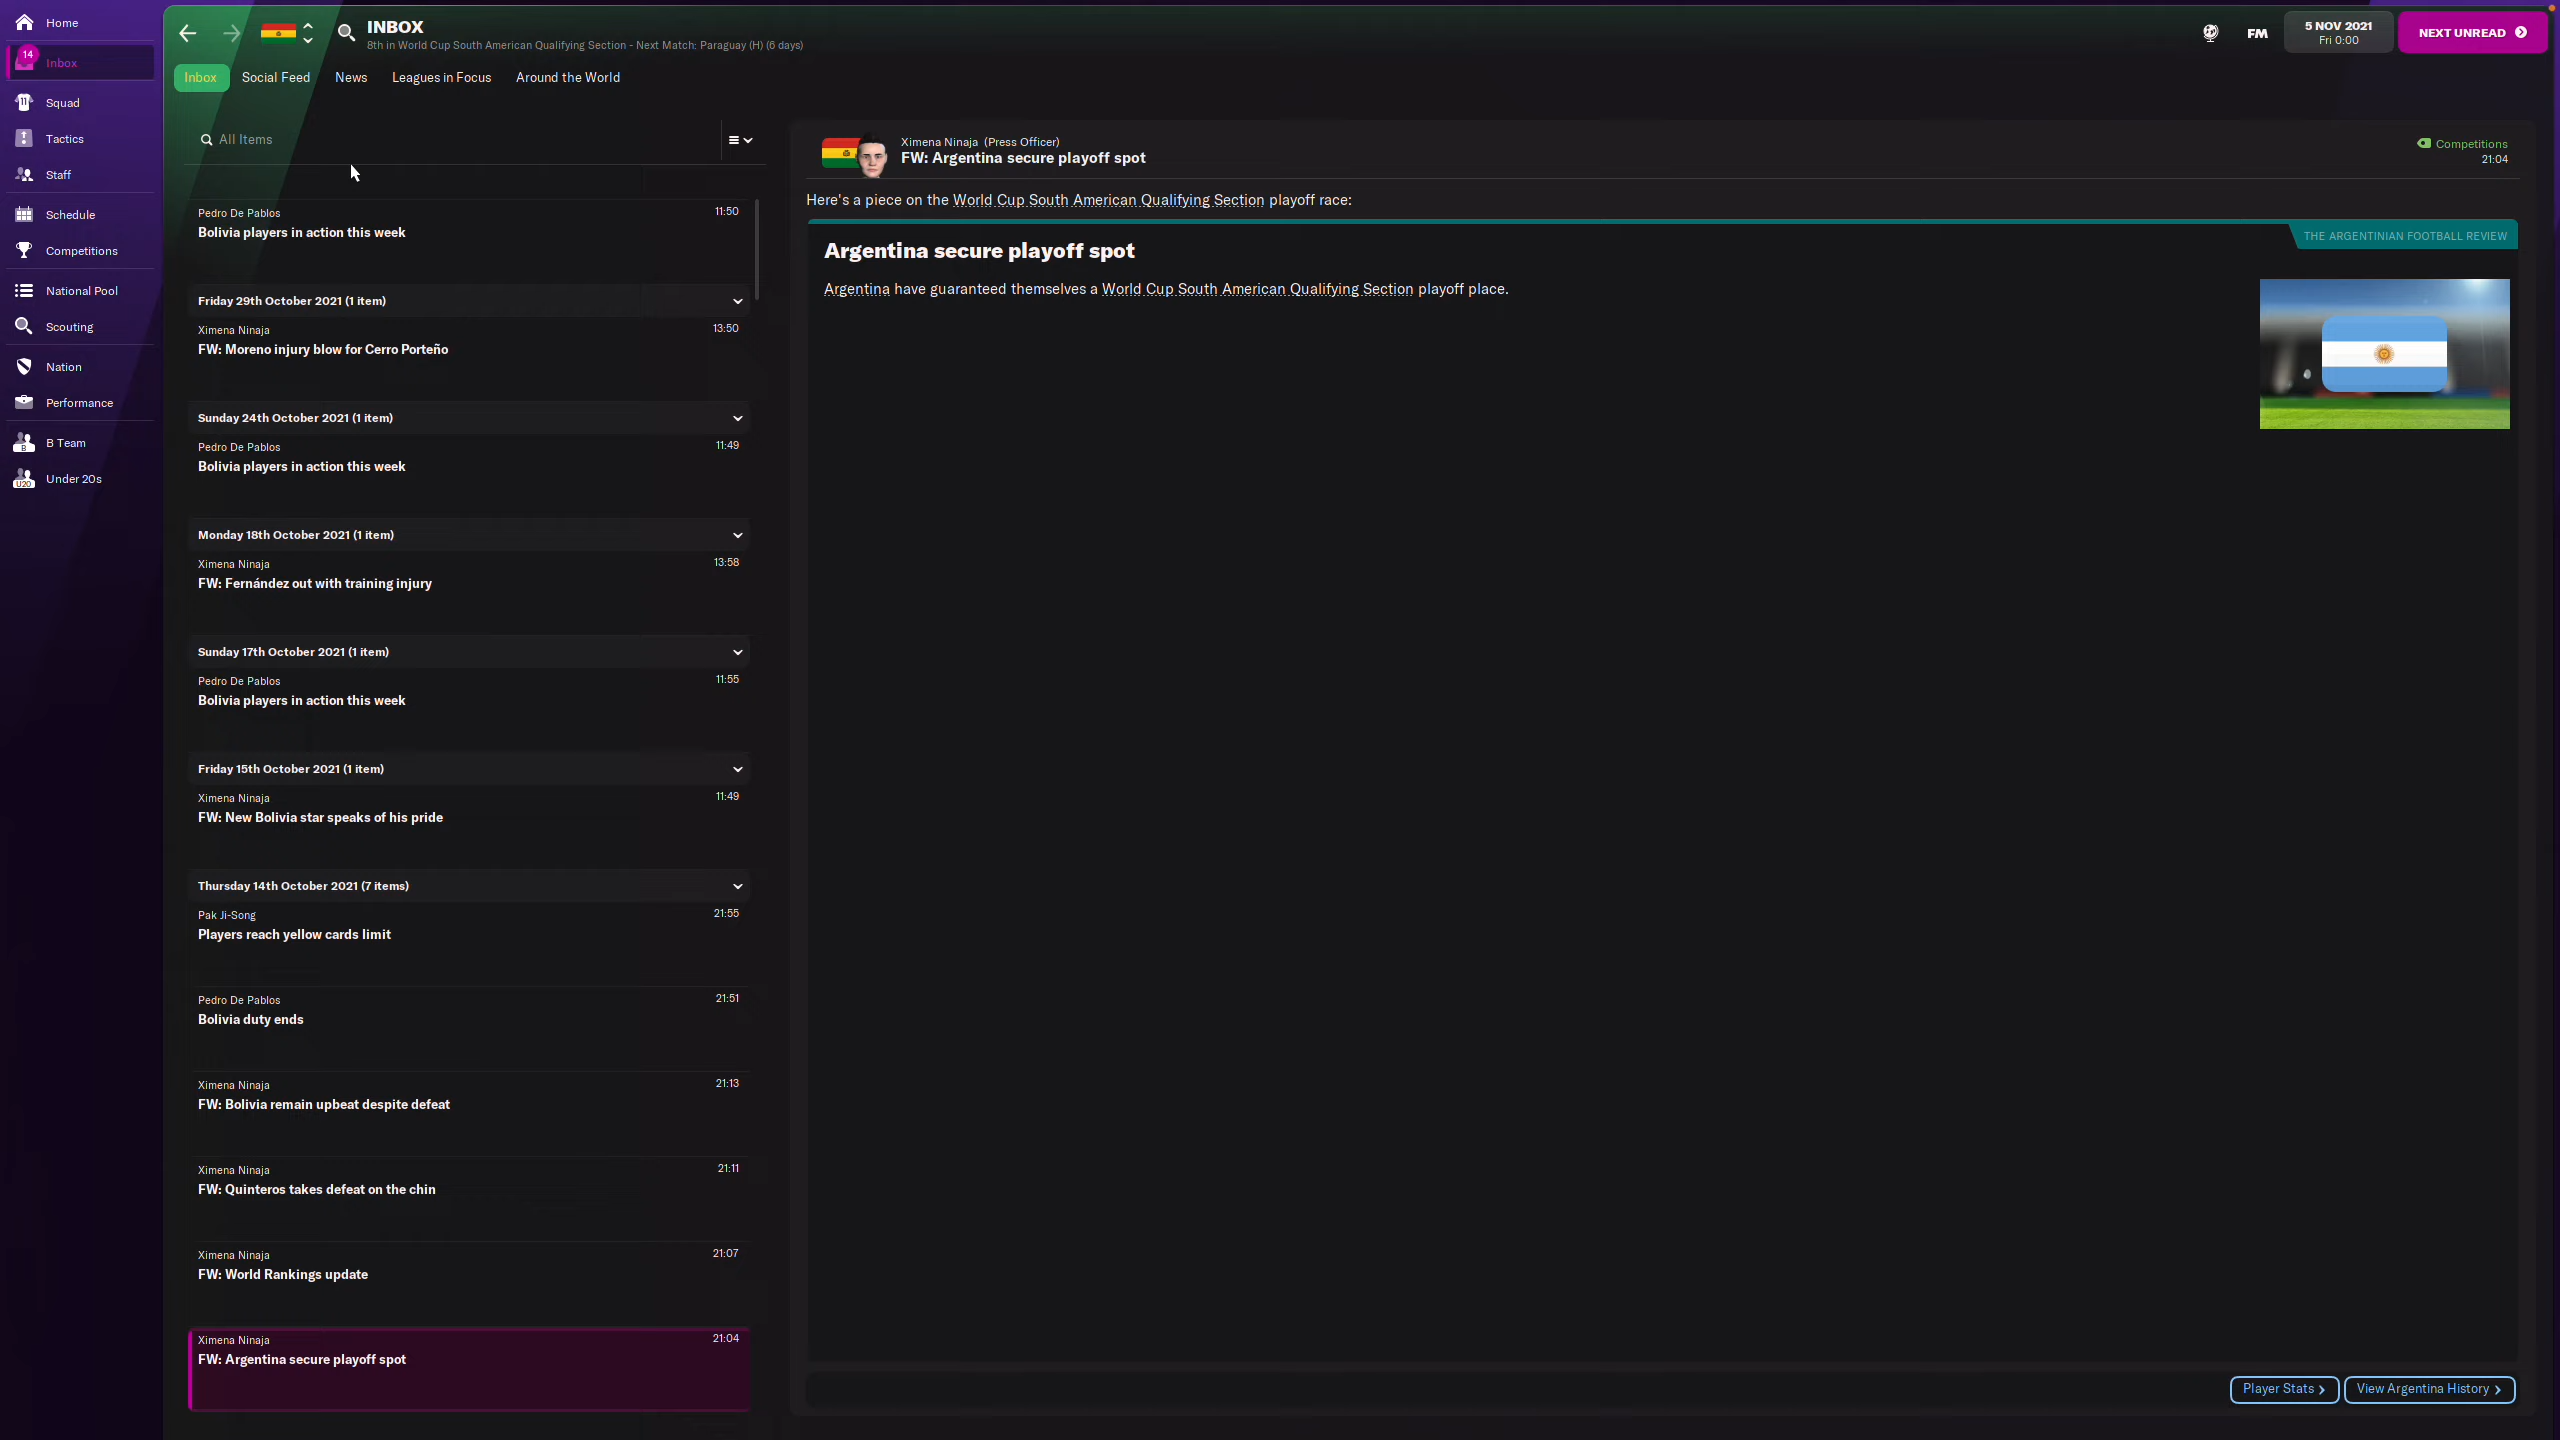 Home
14
Inbox
Squad
Tactics
Staff
Schedule
Competitions
National Pool
Scouting
Nation
Performance
B
B Team
U20
Under 20s
INBOX
8th in World Cup South American Qualifying Section - Next Match: Paraguay (H) (6 days)
FM
5 NOV 2021
Fri 0:00
NEXT UNREAD
Inbox
Social Feed
News
Leagues in Focus
Around the World
All Items
Pedro De Pablos
11:50
Bolivia players in action this week
Friday 29th October 2021 (1 item)
Ximena Ninaja
13:50
FW: Moreno injury blow for Cerro Porteño
Sunday 24th October 2021 (1 item)
Pedro De Pablos
11:49
Bolivia players in action this week
Monday 18th October 2021 (1 item)
Ximena Ninaja
13:58
FW: Fernández out with training injury
Sunday 17th October 2021 (1 item)
Pedro De Pablos
11:55
Bolivia players in action this week
Friday 15th October 2021 (1 item)
Ximena Ninaja
11:49
FW: New Bolivia star speaks of his pride
Thursday 14th October 2021 (7 items)
Pak Ji-Song
21:55
Players reach yellow cards limit
Pedro De Pablos
21:51
Bolivia duty ends
Ximena Ninaja
21:13
FW: Bolivia remain upbeat despite defeat
Ximena Ninaja
21:11
FW: Quinteros takes defeat on the chin
Ximena Ninaja
21:07
FW: World Rankings update
Ximena Ninaja
21:04
FW: Argentina secure playoff spot
Ximena Ninaja (Press Officer)
FW: Argentina secure playoff spot
Competitions
21:04
Here's a piece on the World Cup South American Qualifying Section playoff race:
THE ARGENTINIAN FOOTBALL REVIEW
Argentina secure playoff spot
Argentina have guaranteed themselves a World Cup South American Qualifying Section playoff place.
Player Stats
View Argentina History